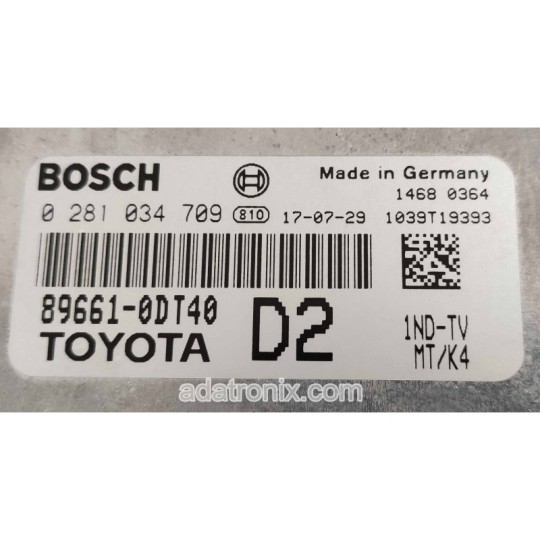 BOSCH
Made in Germany
1468 0364
0 281 034 709 810 17-07-29 1039T19393
89661-0DT40
TOYOTA
D2
1ND-TV
MT/K4
adatronix.com